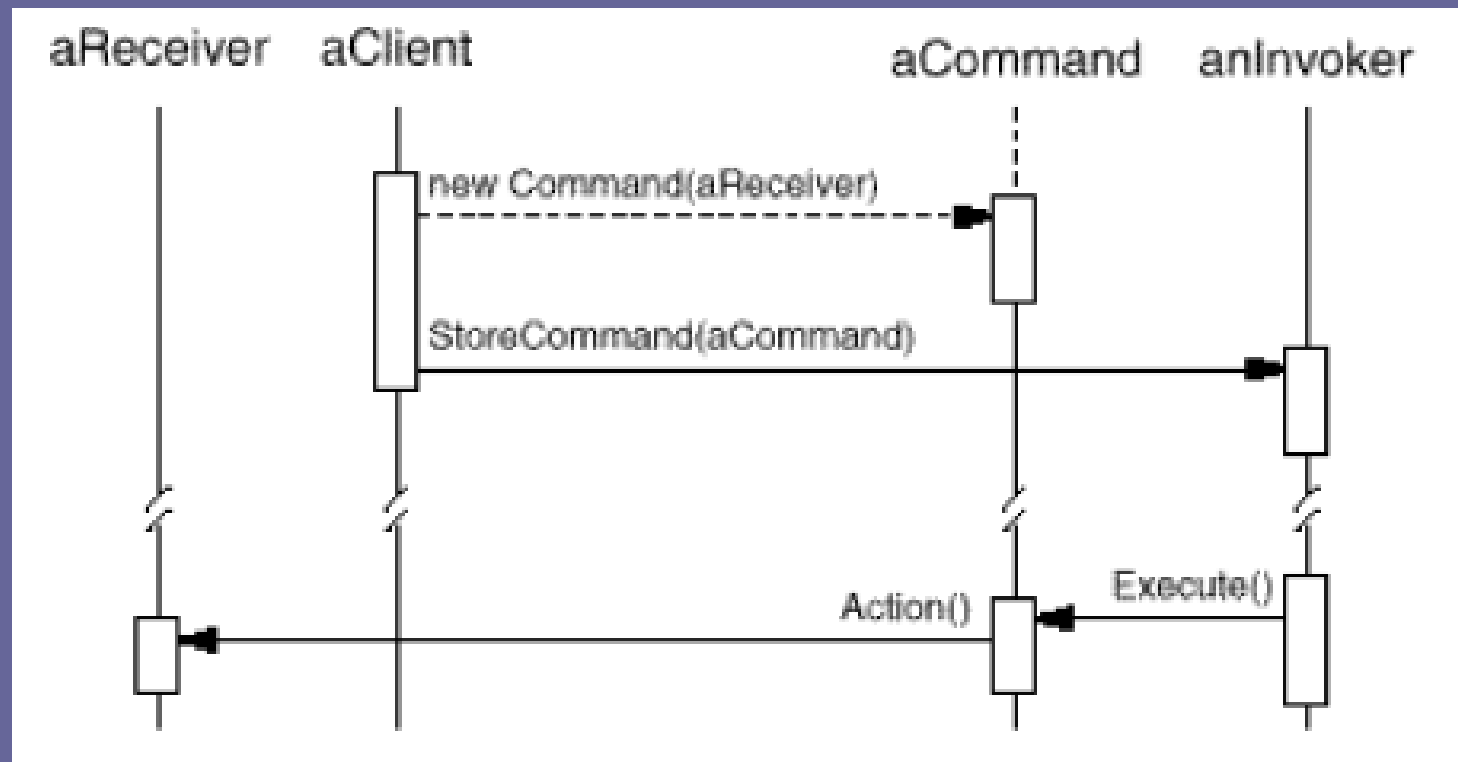 aReceiver aClient aCommand anInvoker
new Command(aReceiver)
StoreCommand(aCommand)
Execute()
Action()